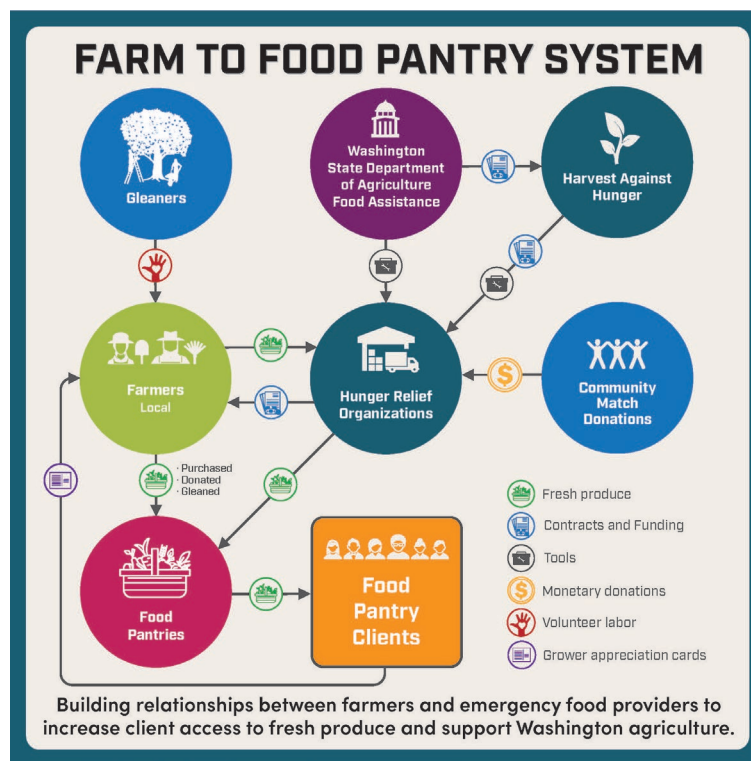 FARM TO FOOD PANTRY SYSTEM
Gleaners
Washington
State Department
of Agriculture
Food Assistance
Harvest Against
Hunger
Farmers
Local
Hunger Relief
Organizations
Community
Match
Donations
· Purchased
· Donated
· Gleaned
Food
Pantries
Food
Pantry
Clients
Fresh produce
Contracts and Funding
Tools
$ Monetary donations
Volunteer labor
Grower appreciation cards
$
Building relationships between farmers and emergency food providers to
increase client access to fresh produce and support Washington agriculture.